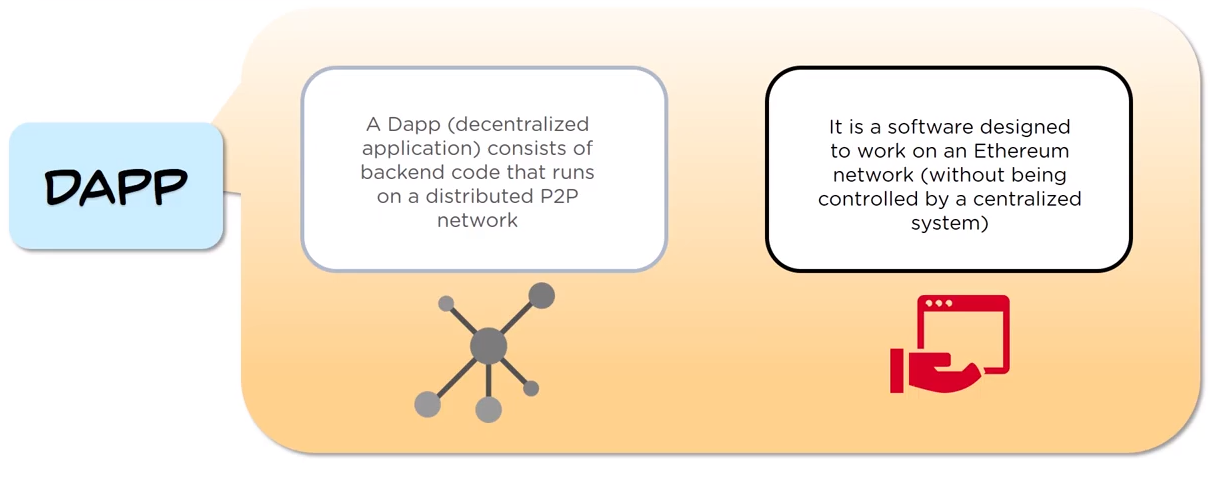 DAPP
A Dapp (decentralized
application) consists of
backend code that runs
on a distributed P2P
network
It is a software designed
to work on an Ethereum
network (without being
controlled by a centralized
system)